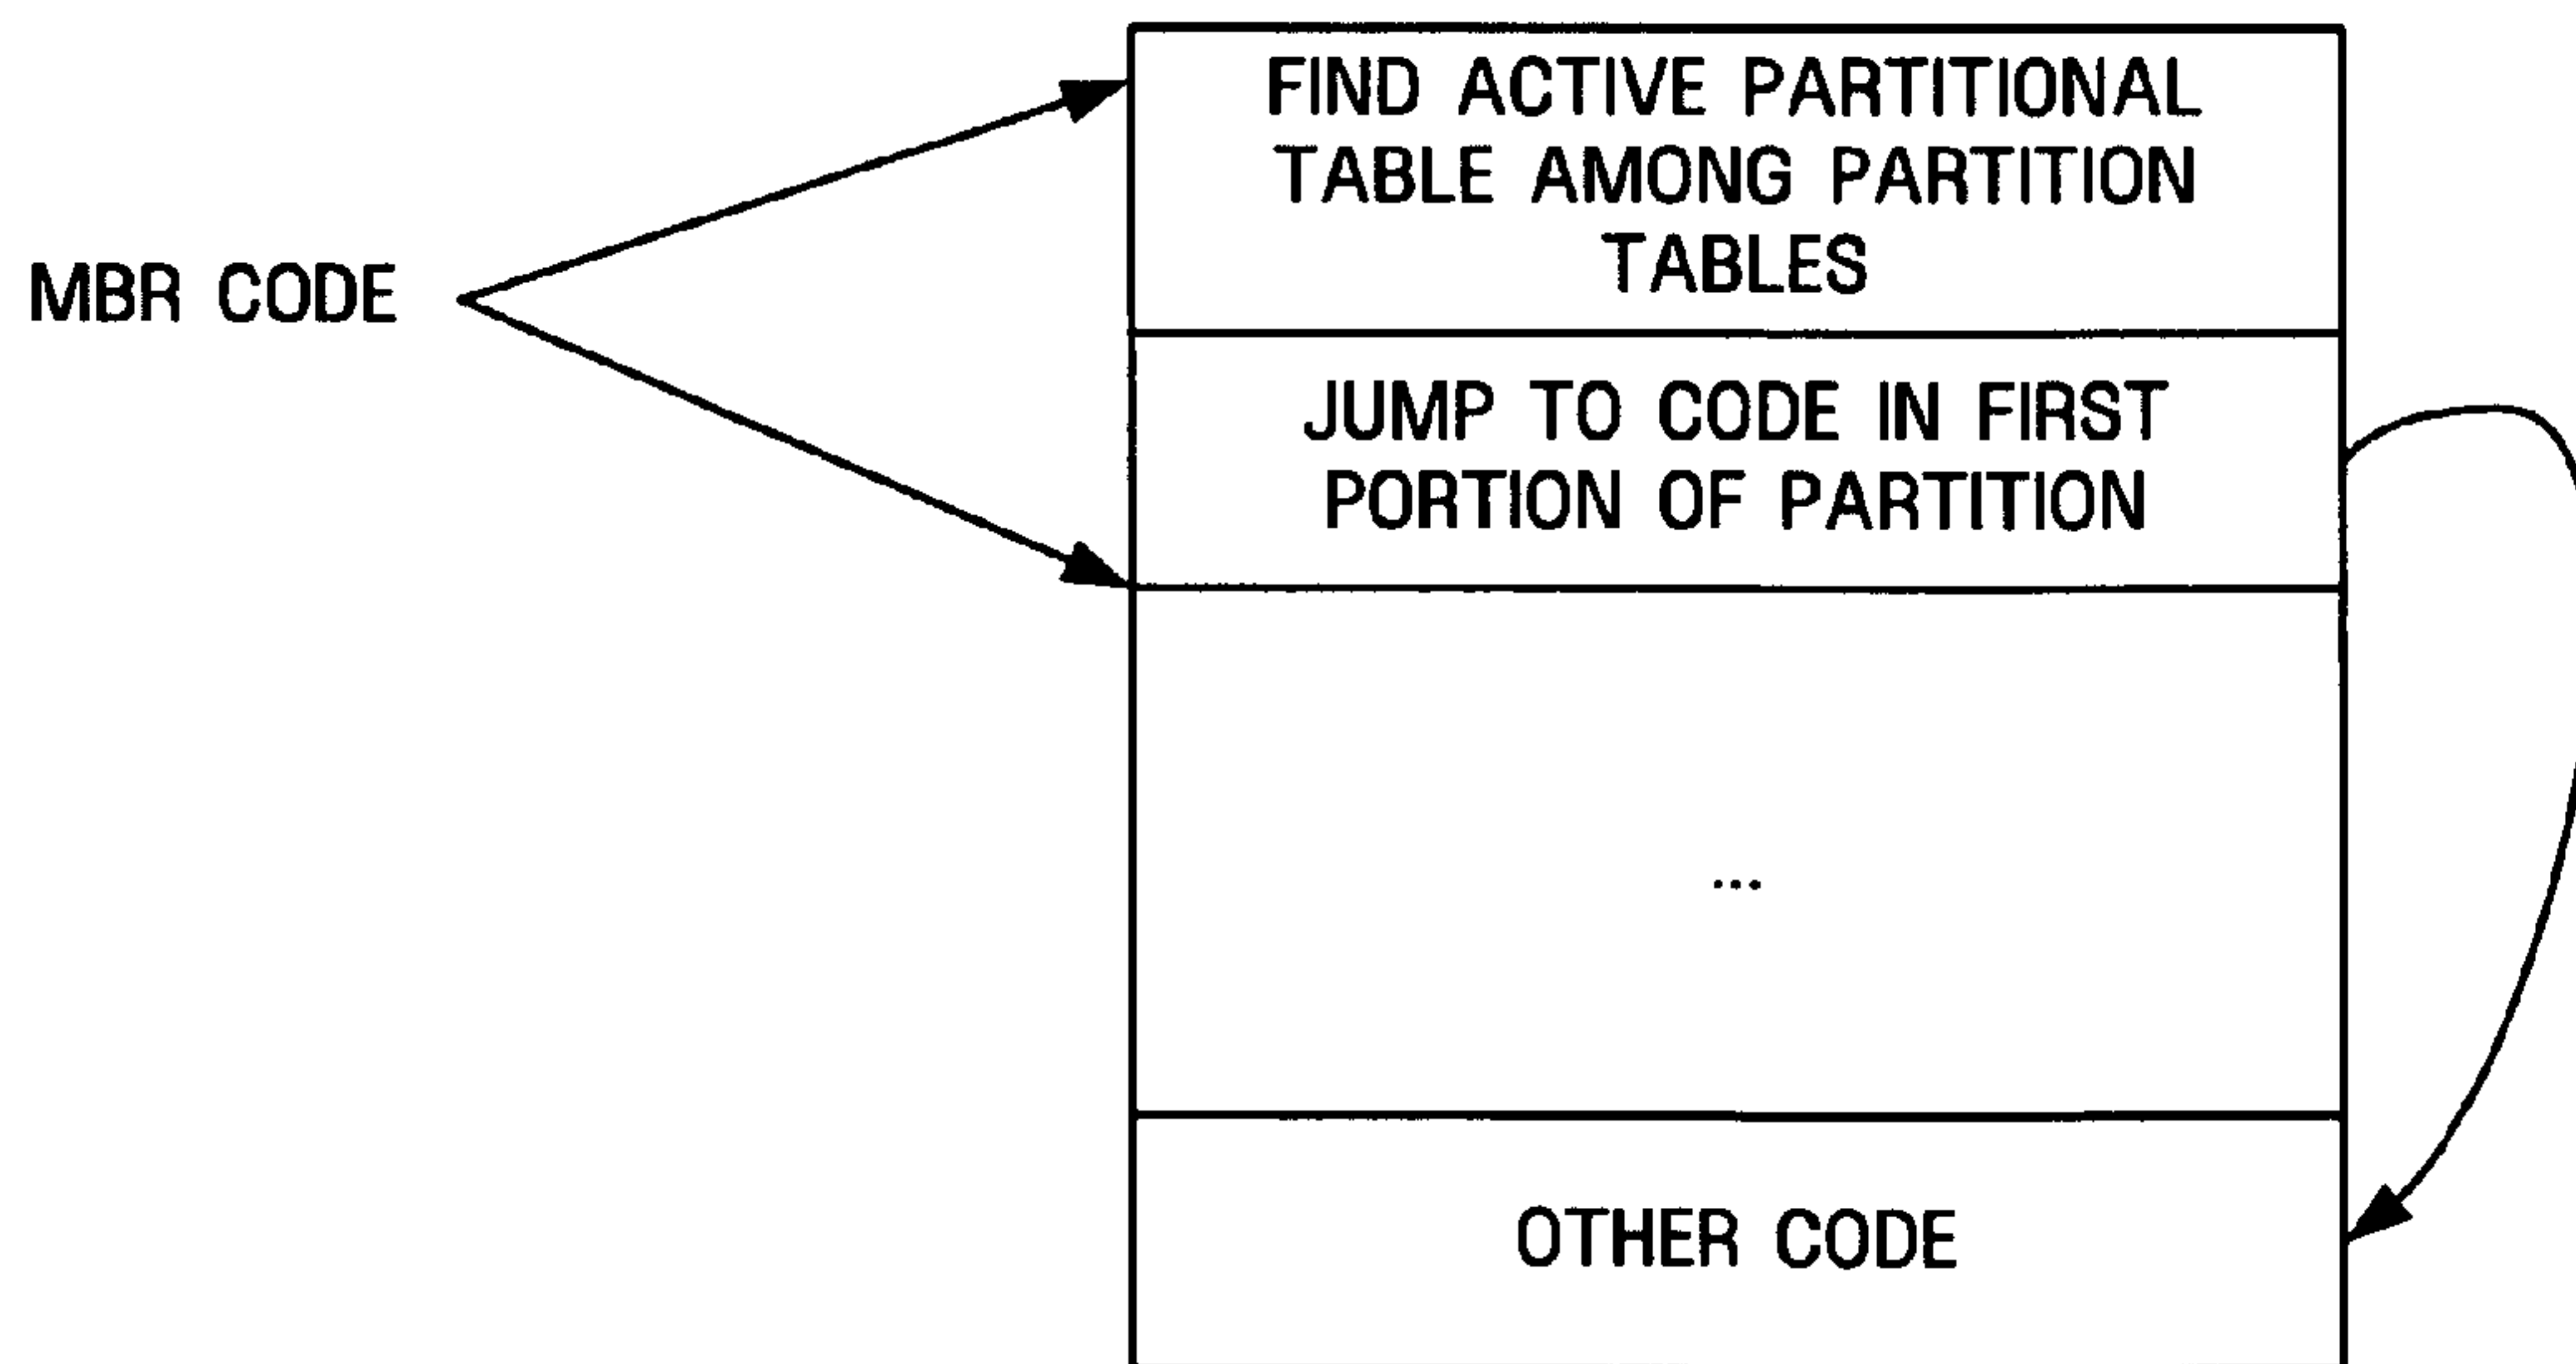 FIND ACTIVE PARTITIONAL
TABLE AMONG PARTITION
TABLES
MBR CODE
JUMP TO CODE IN FIRST
PORTION OF PARTITION
...
OTHER CODE